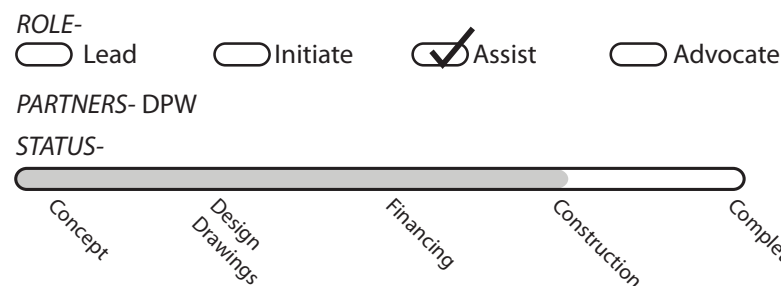 ROLE-
Lead Initiate Assist Advocate
PARTNERS- DPW
STATUS-
Concept
Design
Drawings
Financing
Construction